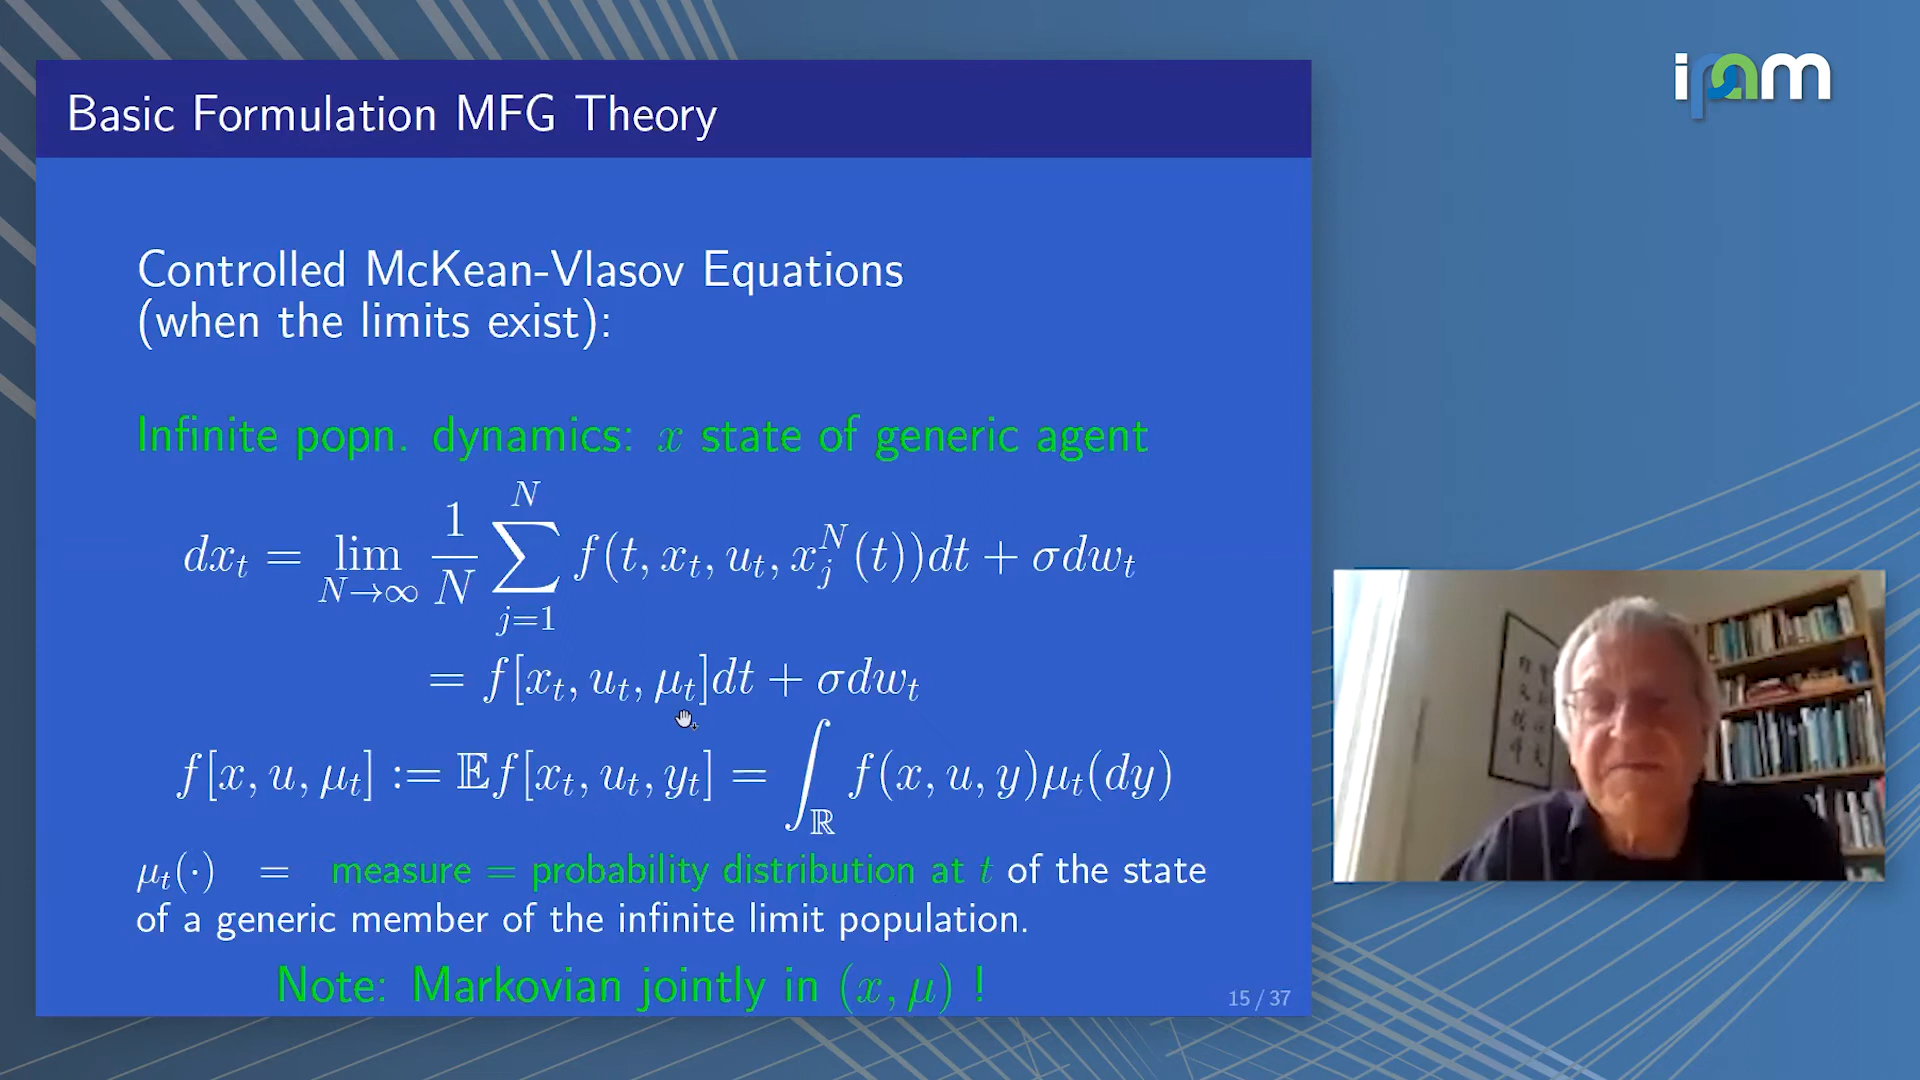 ipam
Basic Formulation MFG Theory
Controlled McKean-Vlasov Equations
(when the limits exist):
Infinite popn. dynamics: x state of generic agent
dx_t = lim_{N→∞} 1/N ∑_{j=1}^{N} f(t, x_t, u_t, x_j^N(t))dt + σdw_t
= f[x_t, u_t, μ_t]dt + σdw_t
f[x, u, μ_t] := 𝔼f[x_t, u_t, y_t] = ∫_ℝ f(x, u, y)μ_t(dy)
μ_t(·) = measure = probability distribution at t of the state
of a generic member of the infinite limit population.
Note: Markovian jointly in (x, μ) !
15 / 37